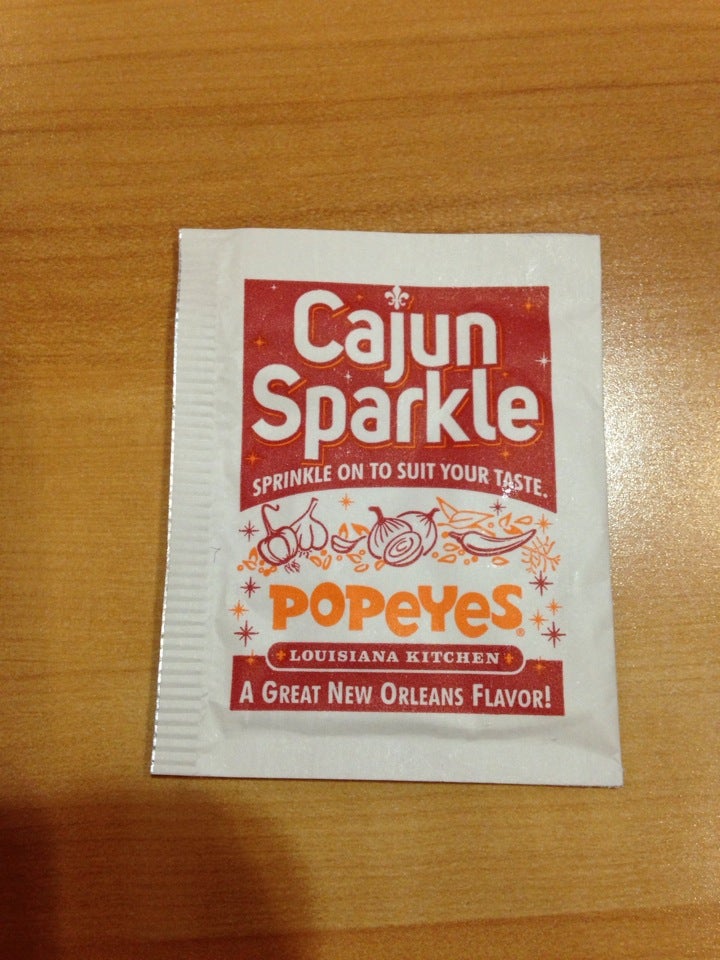 Cajun
Sparkle
SPRINKLE ON TO SUIT YOUR TASTE.
POPEYES®
LOUISIANA KITCHEN
A GREAT NEW ORLEANS FLAVOR!